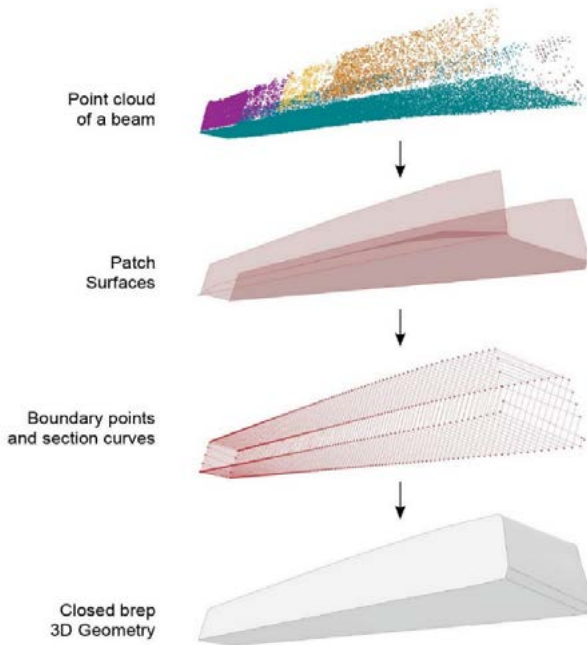 Point cloud
of a beam
Patch
Surfaces
Boundary points
and section curves
Closed brep
3D Geometry